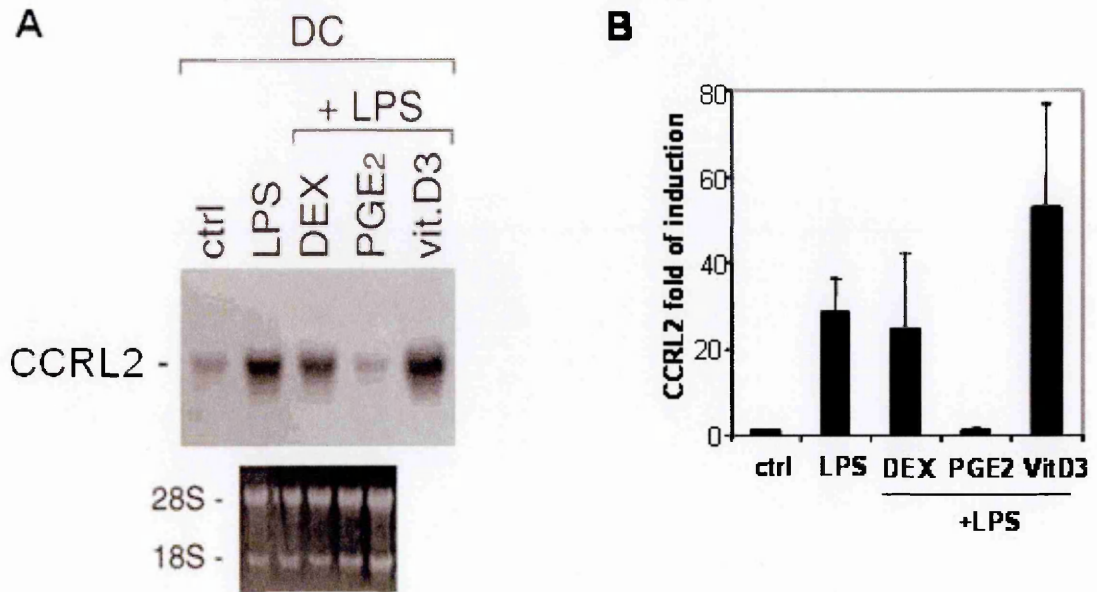 A
DC
+ LPS
ctrl
LPS
DEX
PGE2
vit.D3
CCRL2 -
28S -
18S -
B
CCRL2 fold of induction
80
60
40
20
0
ctrl LPS DEX PGE2 VitD3
+LPS